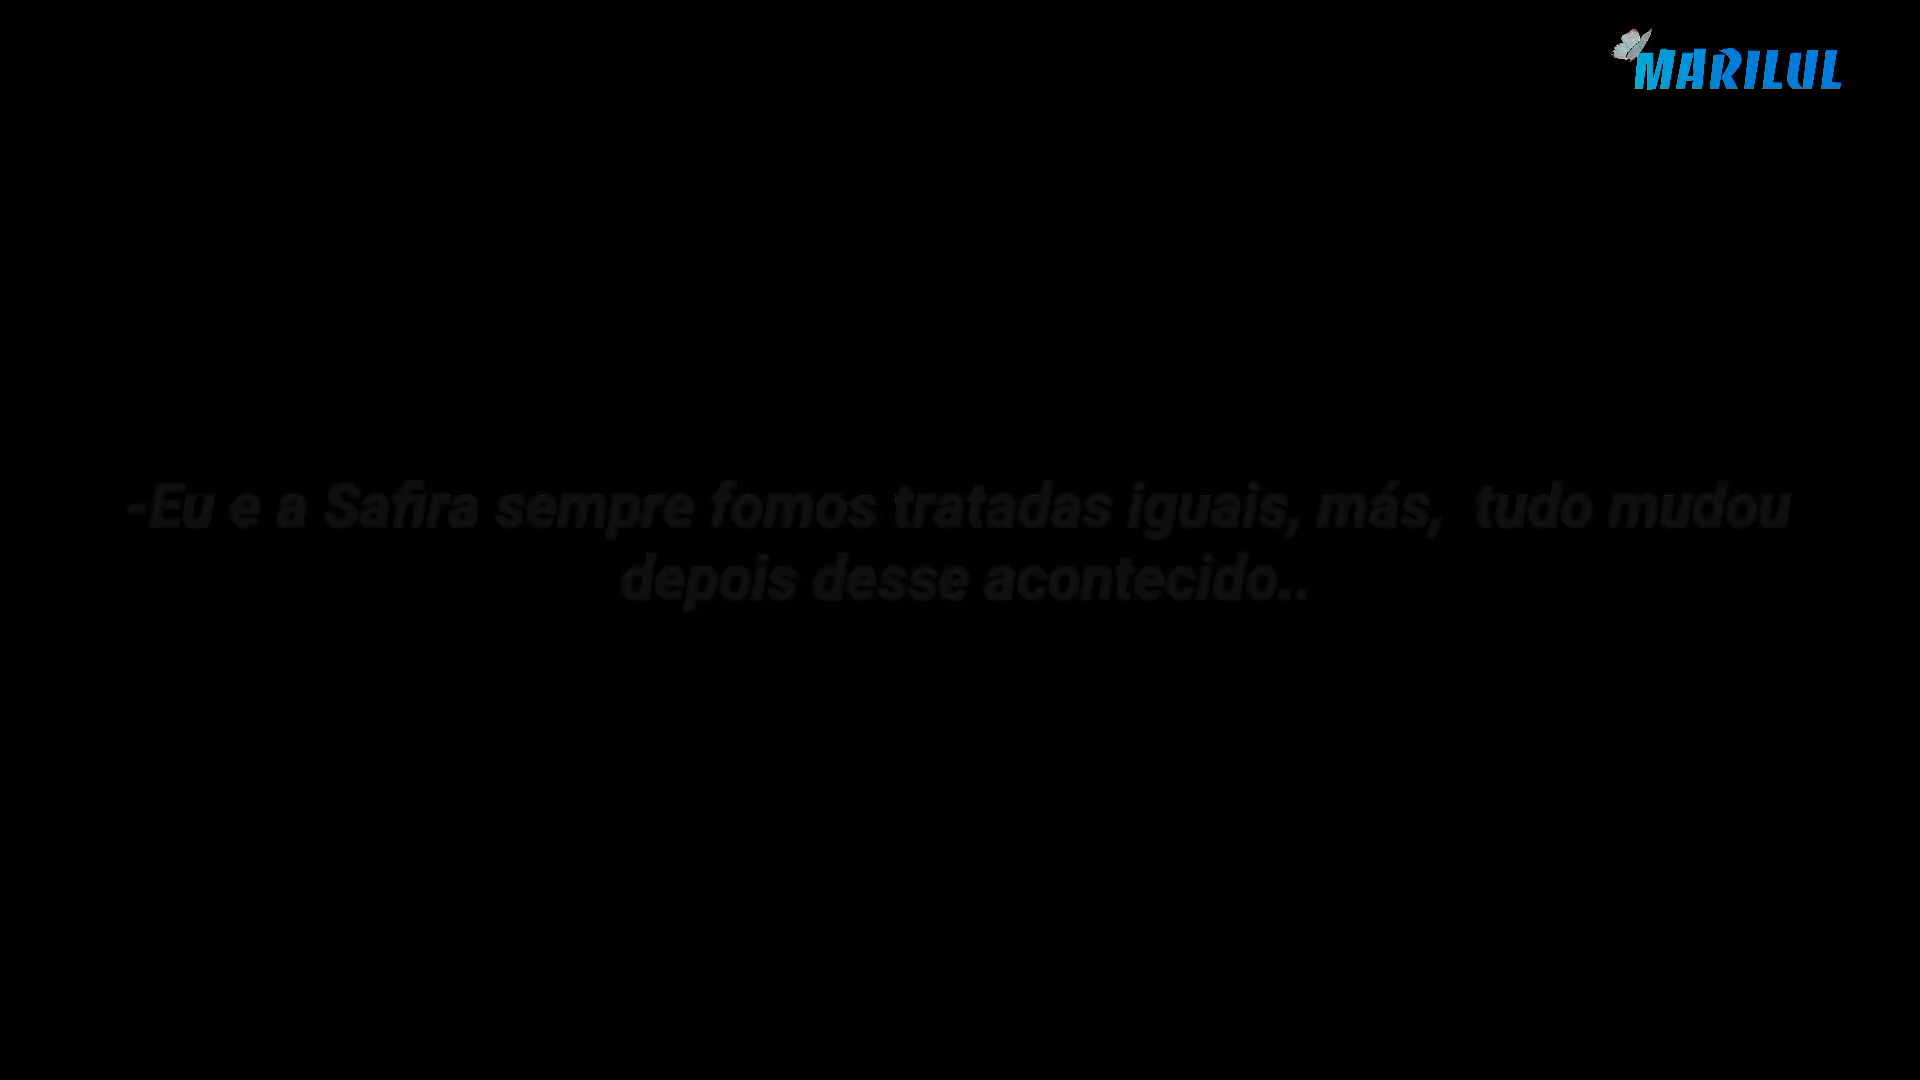 MARILUL
-Eu e a Safira sempre fomos tratadas iguais, más, tudo mudou
depois desse acontecido..